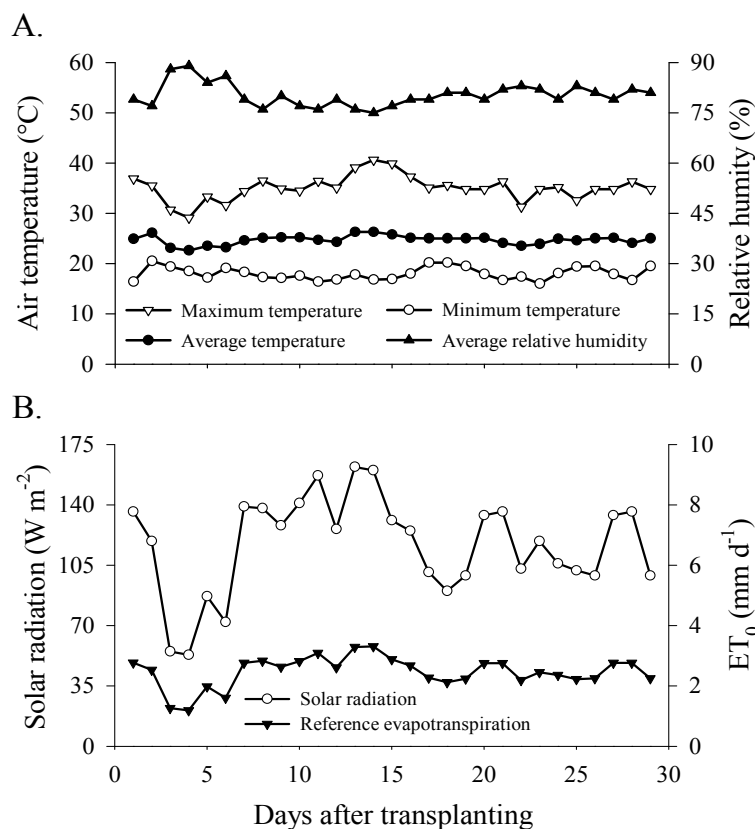 A.
60
50
40
30
20
10
0
Air temperature (°C)
90
75
60
45
30
15
0
Relative humidity (%)
Maximum temperature
Minimum temperature
Average temperature
Average relative humidity
B.
175
140
105
70
35
0
Solar radiation (W m⁻²)
10
8
6
4
2
0
ET₀ (mm d⁻¹)
Solar radiation
Reference evapotranspiration
0 5 10 15 20 25 30
Days after transplanting